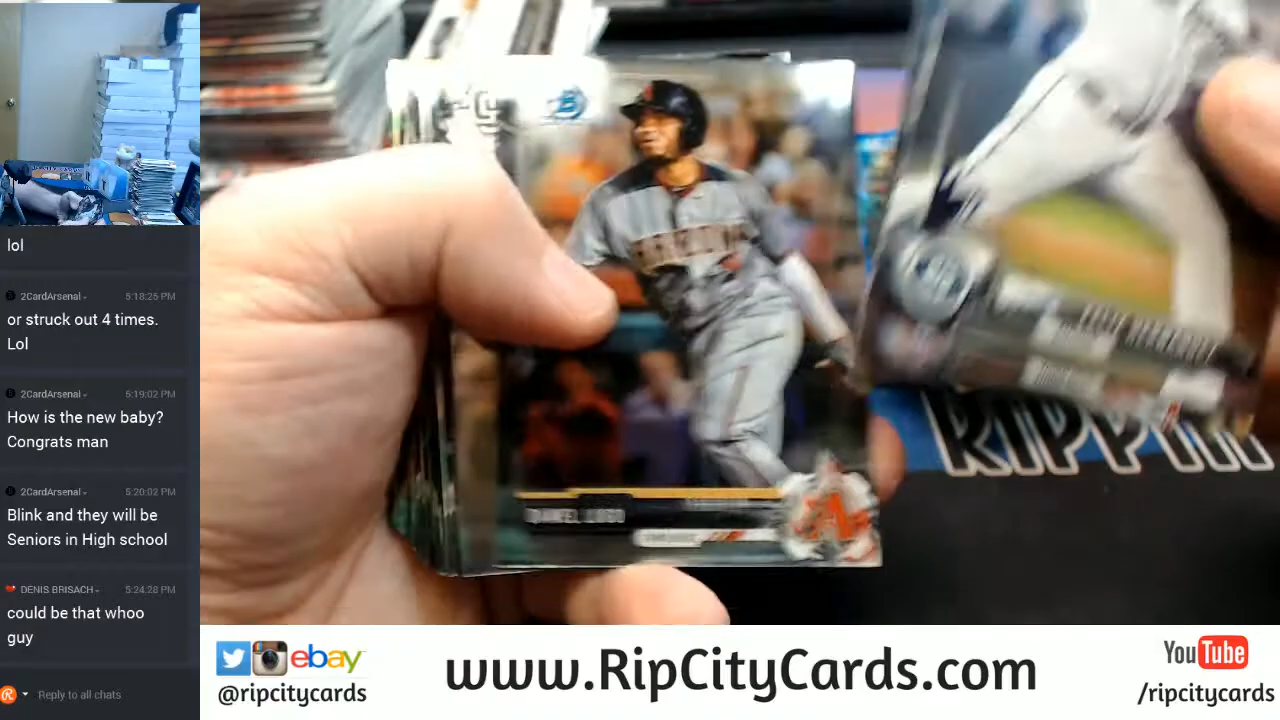 lol
2CardArsenal 5:18:25 PM
or struck out 4 times.
Lol
2CardArsenal 5:19:02 PM
How is the new baby?
Congrats man
2CardArsenal 5:20:02 PM
Blink and they will be
Seniors in High school
DENIS BRISACH 5:24:28 PM
could be that whoo
guy
Reply to all chats
ebay
@ripcitycards
www.RipCityCards.com
YouTube
/ripcitycards
B
A
RIPPIN